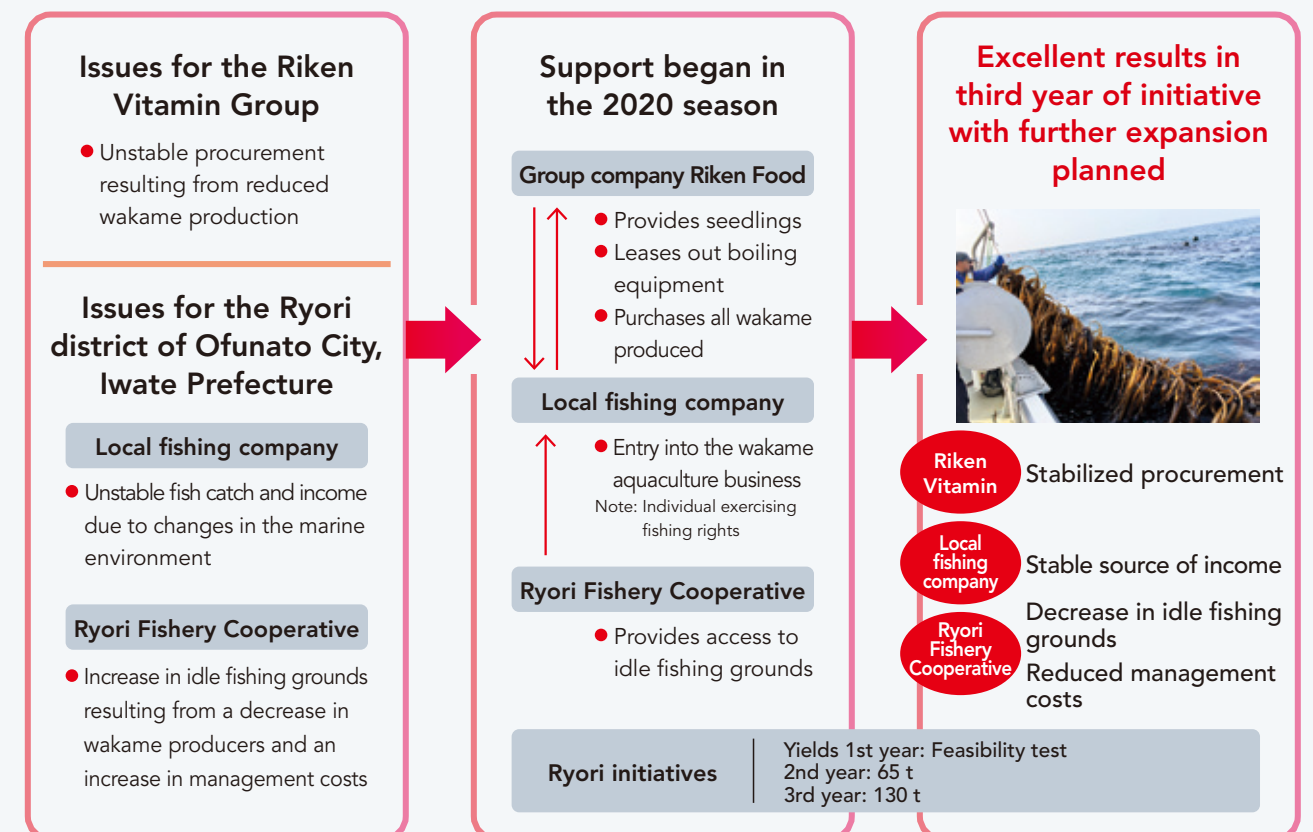 Issues for the Riken
Vitamin Group
● Unstable procurement
resulting from reduced
wakame production
Issues for the Ryori
district of Ofunato City,
Iwate Prefecture
Local fishing company
● Unstable fish catch and income
due to changes in the marine
environment
Ryori Fishery Cooperative
● Increase in idle fishing grounds
resulting from a decrease in
wakame producers and an
increase in management costs
Support began in
the 2020 season
Group company Riken Food
● Provides seedlings
● Leases out boiling
equipment
● Purchases all wakame
produced
Local fishing company
● Entry into the wakame
aquaculture business
Note: Individual exercising
fishing rights
Ryori Fishery Cooperative
● Provides access to
idle fishing grounds
Excellent results in
third year of initiative
with further expansion
planned
Riken
Vitamin
Stabilized procurement
Local
fishing
company
Stable source of income
Ryori
Fishery
Cooperative
Decrease in idle fishing
grounds
Reduced management
costs
Ryori initiatives
Yields 1st year: Feasibility test
2nd year: 65 t
3rd year: 130 t